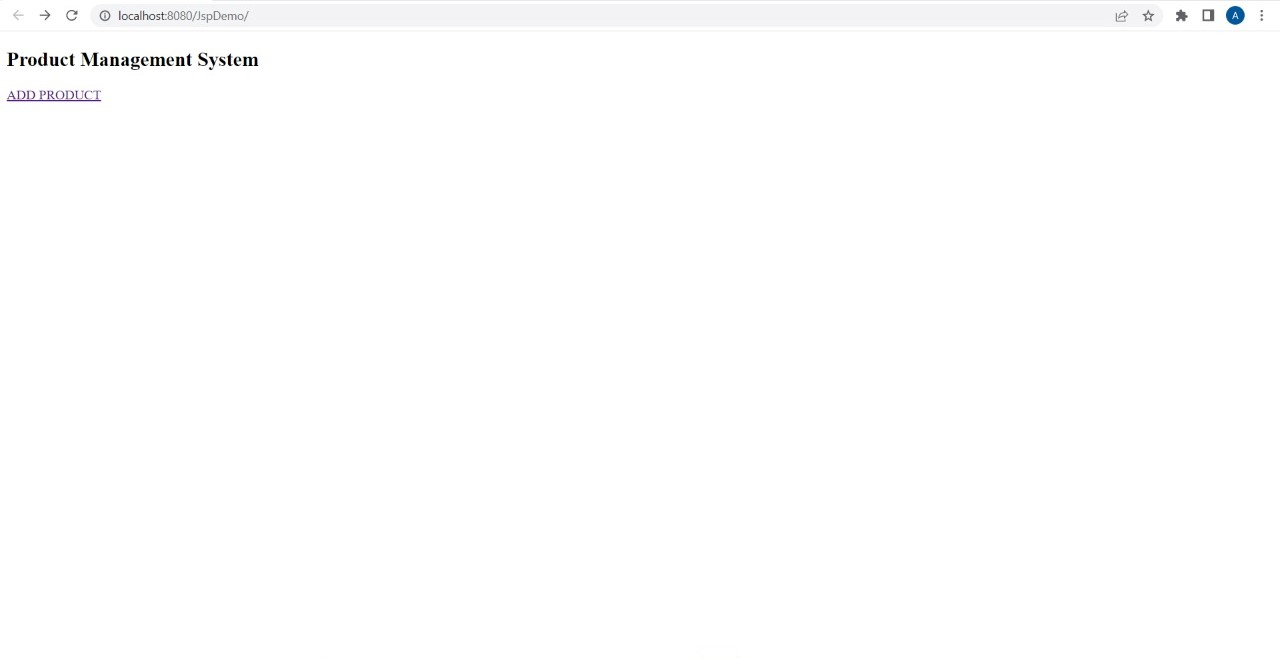 localhost:8080/JspDemo/
A
Product Management System
ADD PRODUCT